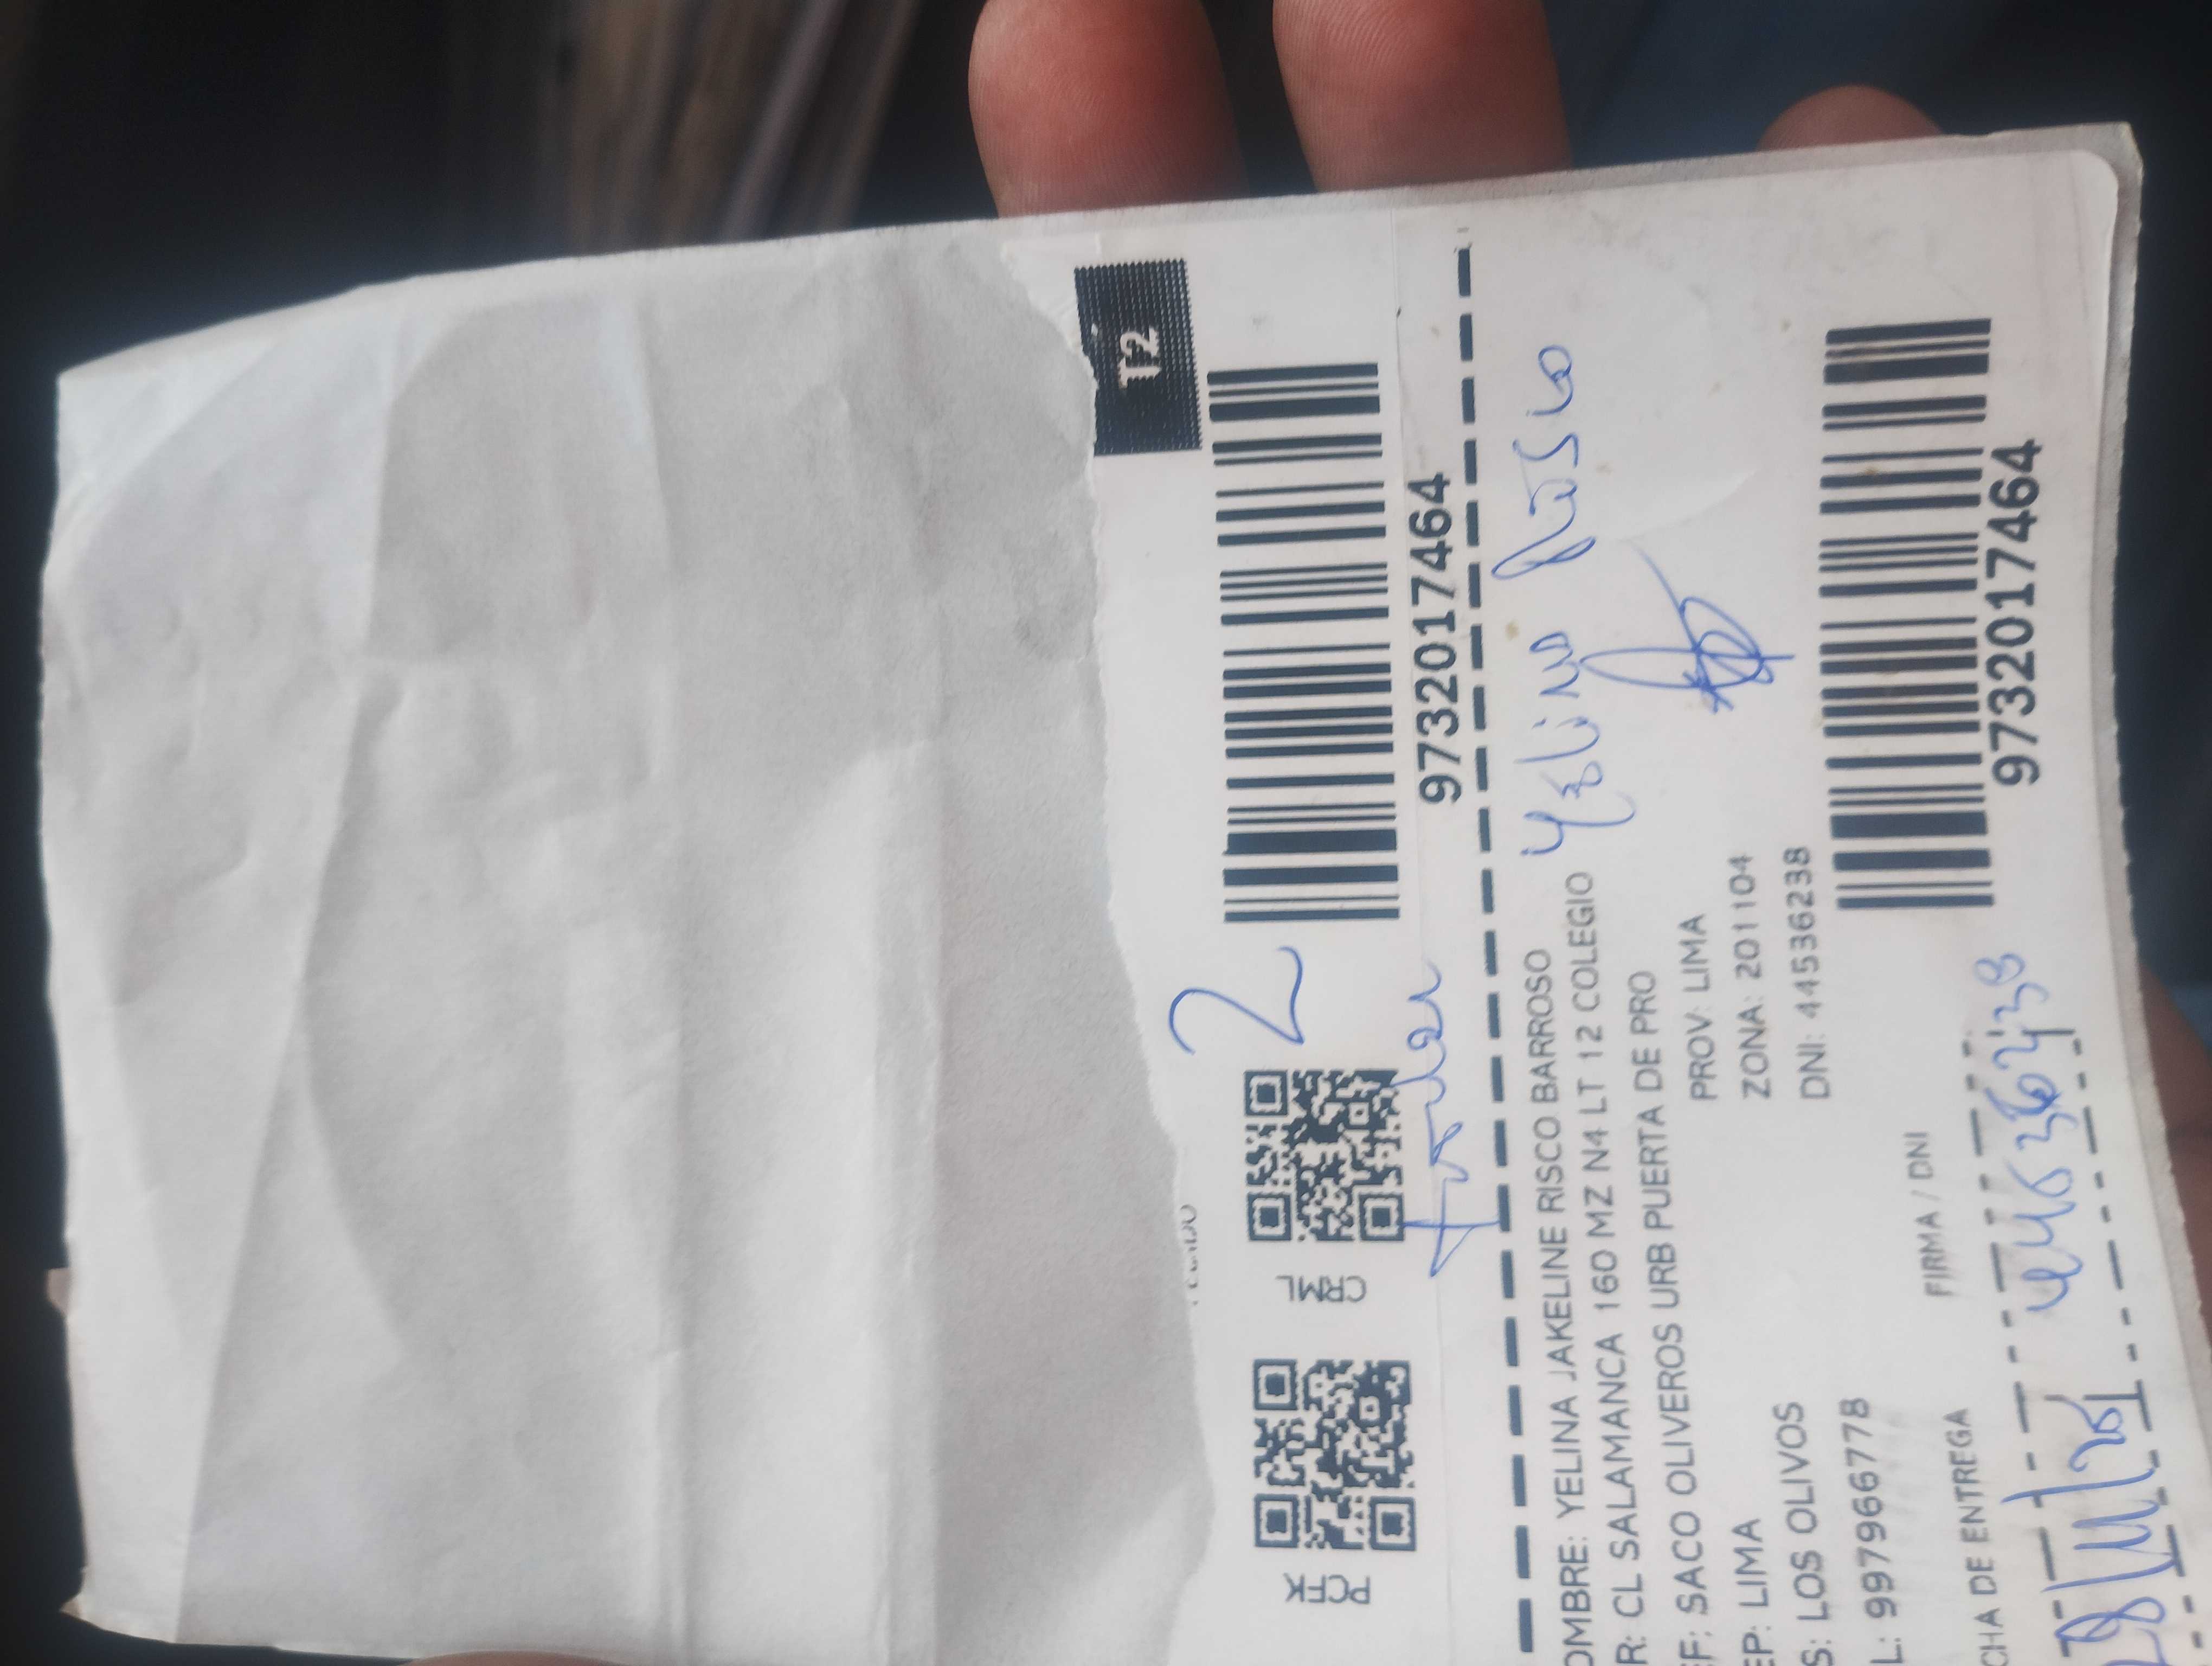 T2
2
PCFK
CRML
9732017464
Yelina Risco
OMBRE: YELINA JAKELINE RISCO BARROSO
R: CL SALAMANCA 160 MZ N4 LT 12 COLEGIO
EF: SACO OLIVEROS URB PUERTA DE PRO
EP: LIMA
PROV: LIMA
S: LOS OLIVOS
ZONA: 201104
L: 997966778
DNI: 44536238
9732017464
CHA DE ENTREGA
FIRMA / DNI
44536238